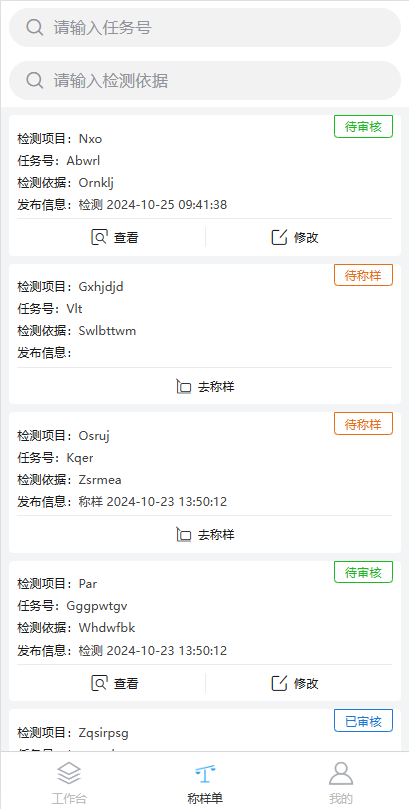 请输入任务号
请输入检测依据
待审核
检测项目：Nxo
任务号：Abwrl
检测依据：Ornklj
发布信息：检测 2024-10-25 09:41:38
查看 修改
待称样
检测项目：Gxhjdjd
任务号：Vlt
检测依据：Swlbttwm
发布信息：
去称样
待称样
检测项目：Osruj
任务号：Kqer
检测依据：Zsrmea
发布信息：称样 2024-10-23 13:50:12
去称样
待审核
检测项目：Par
任务号：Gggpwtgv
检测依据：Whdwfbk
发布信息：检测 2024-10-23 13:50:12
查看 修改
已审核
检测项目：Zqsirpsg
工作台 称样单 我的